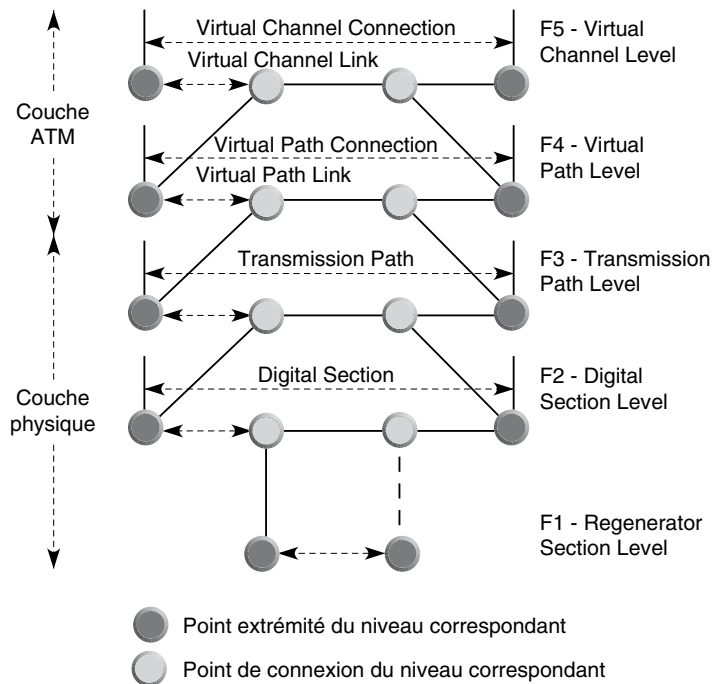 Virtual Channel Connection
F5 - Virtual
Channel Level
Virtual Channel Link
Couche
ATM
Virtual Path Connection
F4 - Virtual
Path Level
Virtual Path Link
Transmission Path
F3 - Transmission
Path Level
Digital Section
F2 - Digital
Section Level
Couche
physique
F1 - Regenerator
Section Level
Point extrémité du niveau correspondant
Point de connexion du niveau correspondant